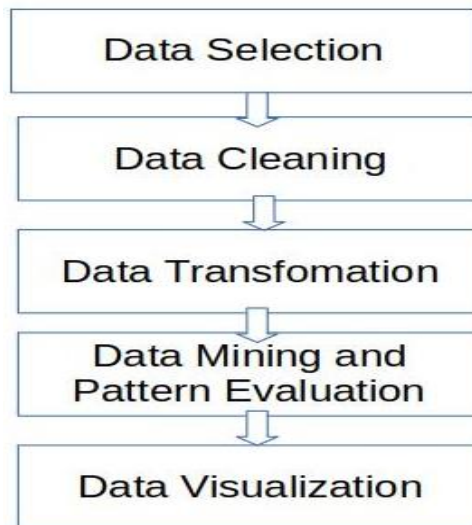 Data Selection
Data Cleaning
Data Transfomation
Data Mining and
Pattern Evaluation
Data Visualization